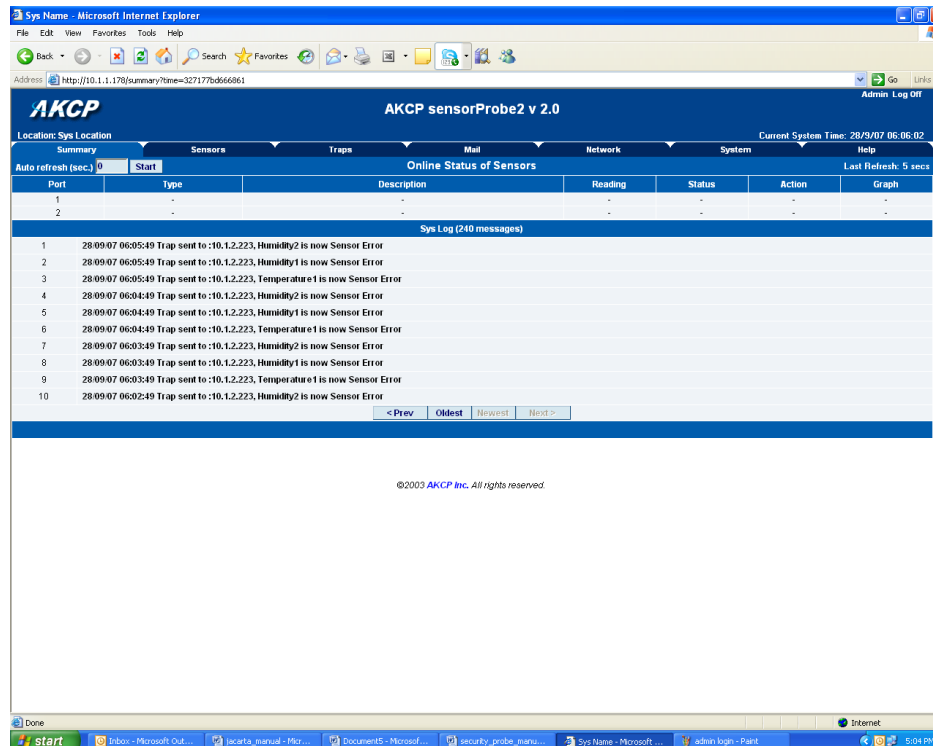 Sys Name - Microsoft Internet Explorer
File Edit View Favorites Tools Help
Back Search Favorites
Address http://10.1.1.178/summary?time=327177bd666861 Go Links
Admin Log Off
AKCP AKCP sensorProbe2 v 2.0
Location: Sys Location Current System Time: 28/9/07 06:06:02
Summary Sensors Traps Mail Network System Help
Auto refresh (sec.) 0 Start Online Status of Sensors Last Refresh: 5 secs
Port Type Description Reading Status Action Graph
1 - - - - - -
2 - - - - - -
Sys Log (240 messages)
1 28/09/07 06:05:49 Trap sent to :10.1.2.223, Humidity2 is now Sensor Error
2 28/09/07 06:05:49 Trap sent to :10.1.2.223, Humidity1 is now Sensor Error
3 28/09/07 06:05:49 Trap sent to :10.1.2.223, Temperature1 is now Sensor Error
4 28/09/07 06:04:49 Trap sent to :10.1.2.223, Humidity2 is now Sensor Error
5 28/09/07 06:04:49 Trap sent to :10.1.2.223, Humidity1 is now Sensor Error
6 28/09/07 06:04:49 Trap sent to :10.1.2.223, Temperature1 is now Sensor Error
7 28/09/07 06:03:49 Trap sent to :10.1.2.223, Humidity2 is now Sensor Error
8 28/09/07 06:03:49 Trap sent to :10.1.2.223, Humidity1 is now Sensor Error
9 28/09/07 06:03:49 Trap sent to :10.1.2.223, Temperature1 is now Sensor Error
10 28/09/07 06:02:49 Trap sent to :10.1.2.223, Humidity2 is now Sensor Error
< Prev Oldest Newest Next >
©2003 AKCP Inc. All rights reserved.
Done Internet
start Inbox - Microsoft Out... jacarta_manual - Micr... Document5 - Microsof... security_probe_manu... Sys Name - Microsoft ... admin login - Paint 5:04 PM